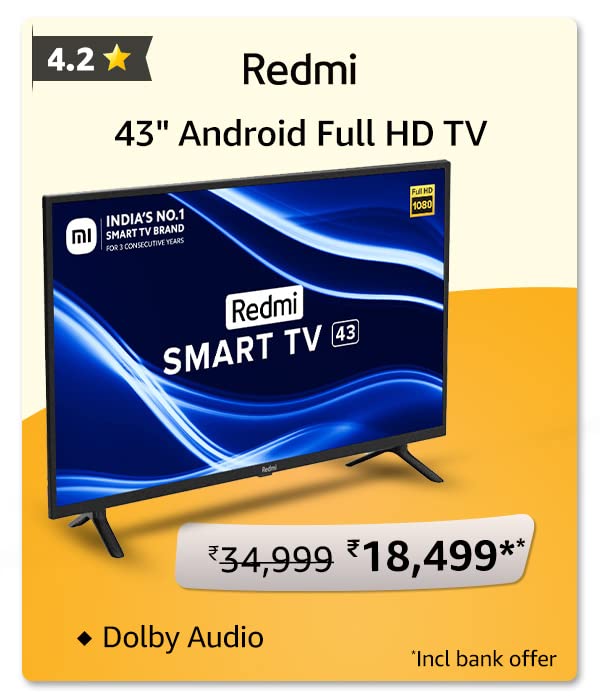 4.2
Redmi
43" Android Full HD TV
mi
INDIA'S NO.1
SMART TV BRAND
FOR 3 CONSECUTIVE YEARS
Full HD
1080
Redmi
SMART TV 43
Redmi
₹34,999 ₹18,499**
◆ Dolby Audio
*Incl bank offer